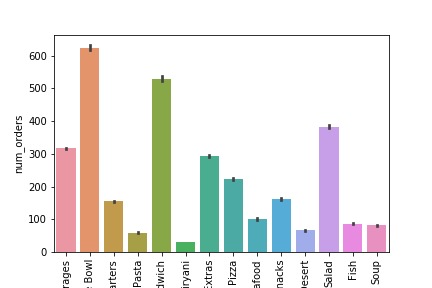 600
500
400
300
200
100
0
num_orders
rages
e Bowl
arters
Pasta
dwich
iryani
Extras
Pizza
afood
nacks
Desert
Salad
Fish
Soup